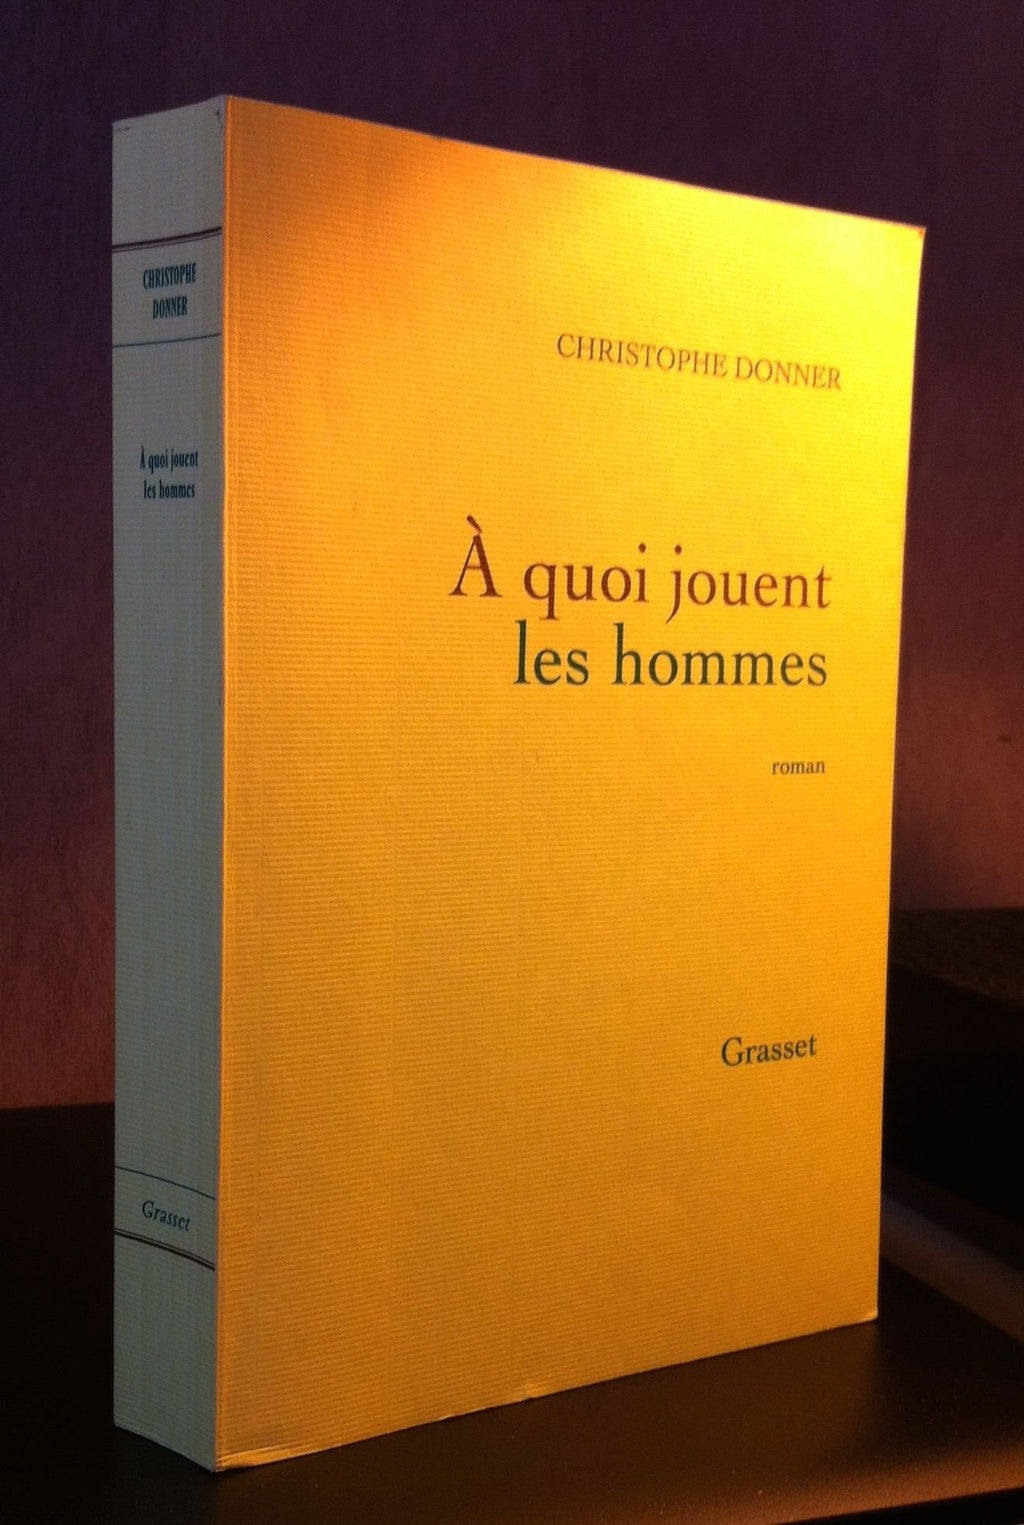 CHRISTOPHE
DONNER
À quoi jouent
les hommes
Grasset
CHRISTOPHE DONNER
À quoi jouent
les hommes
roman
Grasset